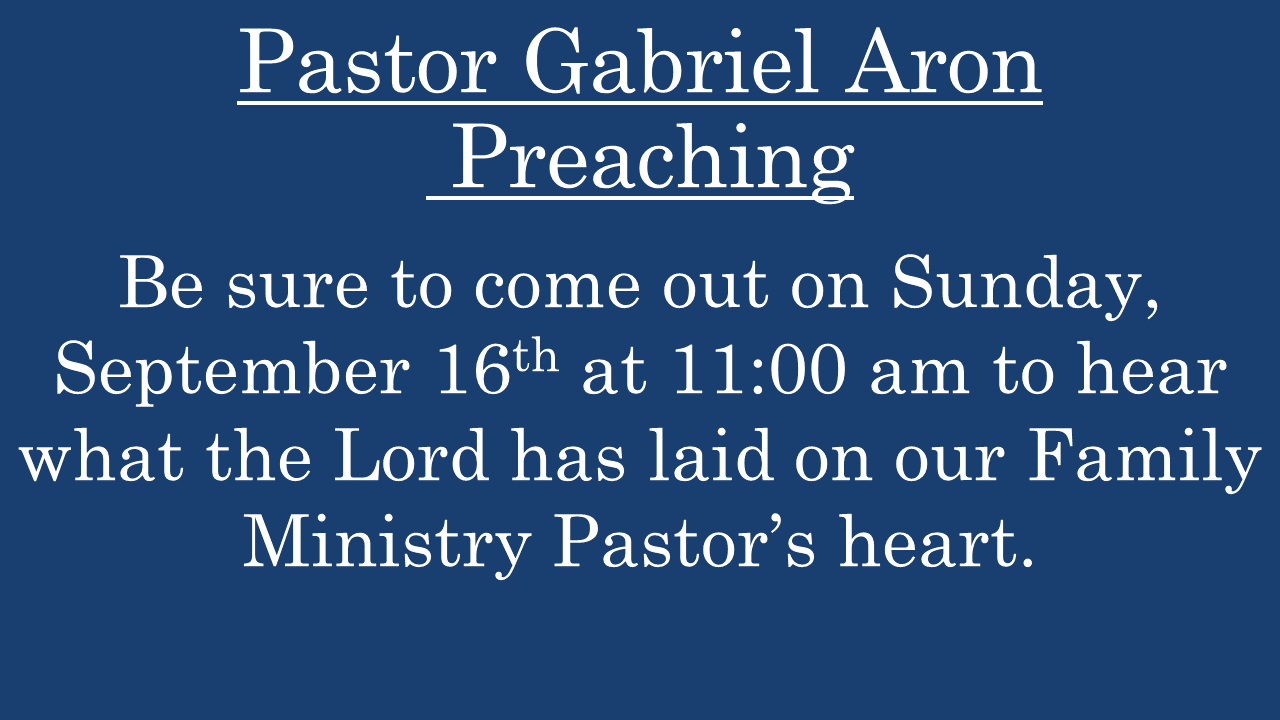 Pastor Gabriel Aron
Preaching
Be sure to come out on Sunday,
September 16th at 11:00 am to hear
what the Lord has laid on our Family
Ministry Pastor’s heart.